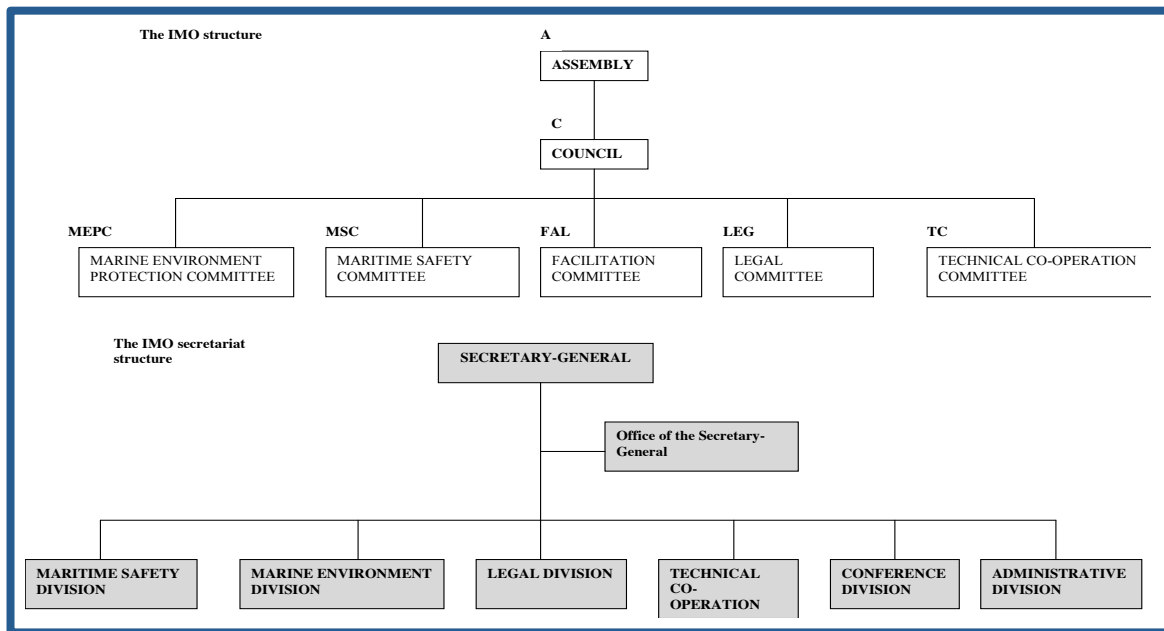 The IMO structure
A
ASSEMBLY
C
COUNCIL
MEPC
MSC
FAL
LEG
TC
MARINE ENVIRONMENT
PROTECTION COMMITTEE
MARITIME SAFETY
COMMITTEE
FACILITATION
COMMITTEE
LEGAL
COMMITTEE
TECHNICAL CO-OPERATION
COMMITTEE
The IMO secretariat
structure
SECRETARY-GENERAL
Office of the Secretary-
General
MARITIME SAFETY
DIVISION
MARINE ENVIRONMENT
DIVISION
LEGAL DIVISION
TECHNICAL
CO-
OPERATION
CONFERENCE
DIVISION
ADMINISTRATIVE
DIVISION